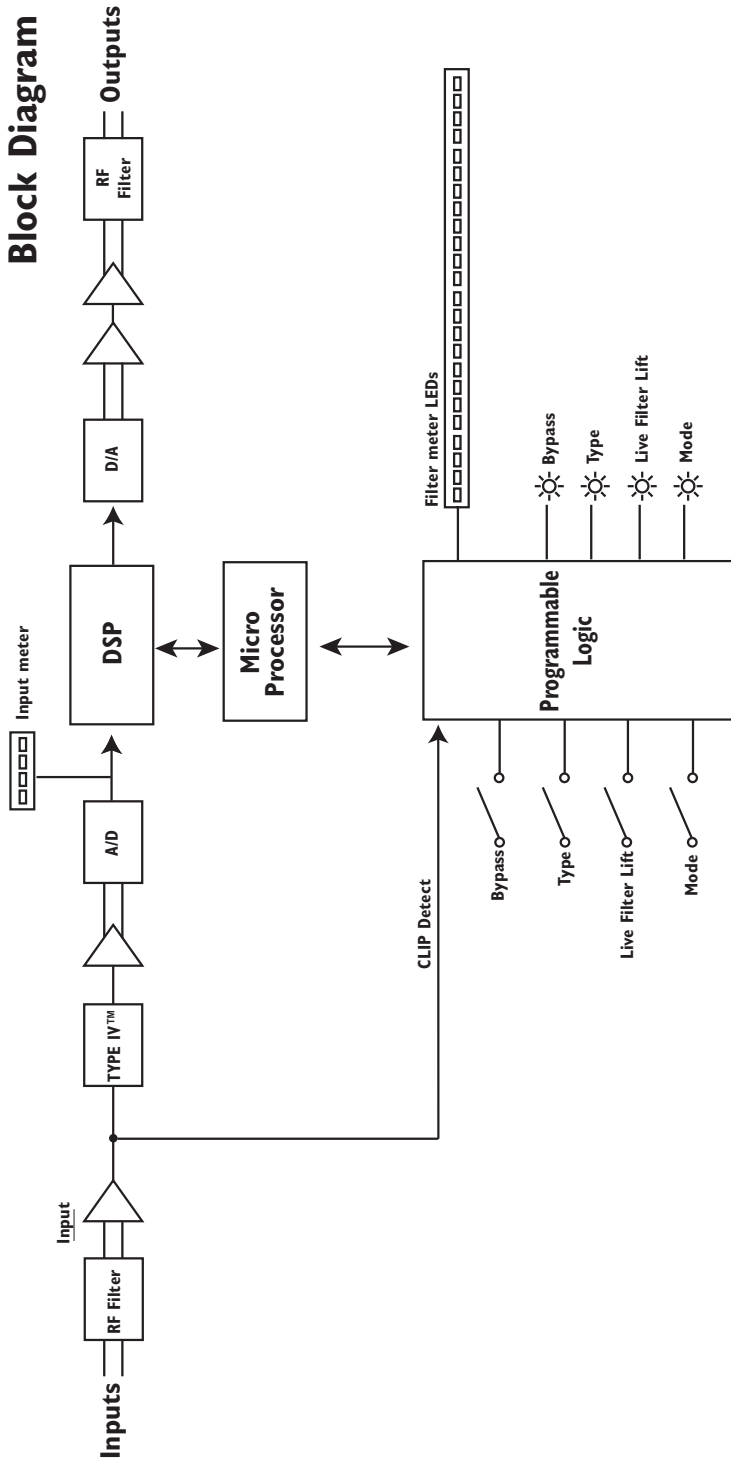 Block Diagram
Inputs
RF Filter
Input
TYPE IV™
A/D
Input meter
DSP
D/A
RF
Filter
Outputs
Micro
Processor
CLIP Detect
Programmable
Logic
Filter meter LEDs
Bypass
Type
Live Filter Lift
Mode
Bypass
Type
Live Filter Lift
Mode